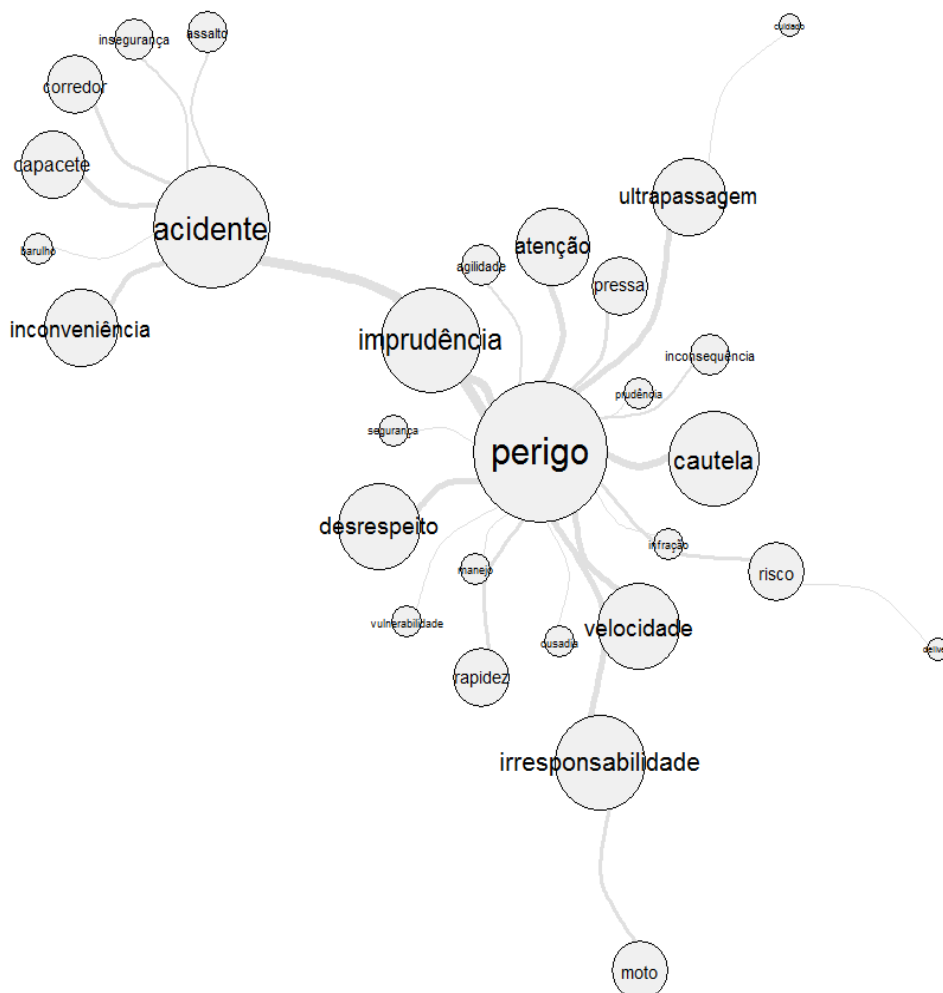 cuidado
insegurança
assalto
corredor
capacete
ultrapassagem
acidente
atenção
barulho
agilidade
pressa
inconveniência
imprudência
inconsequência
prudência
segurança
perigo
cautela
desrespeito
infração
manejo
risco
vulnerabilidade
velocidade
ousadia
rapidez
irresponsabilidade
moto